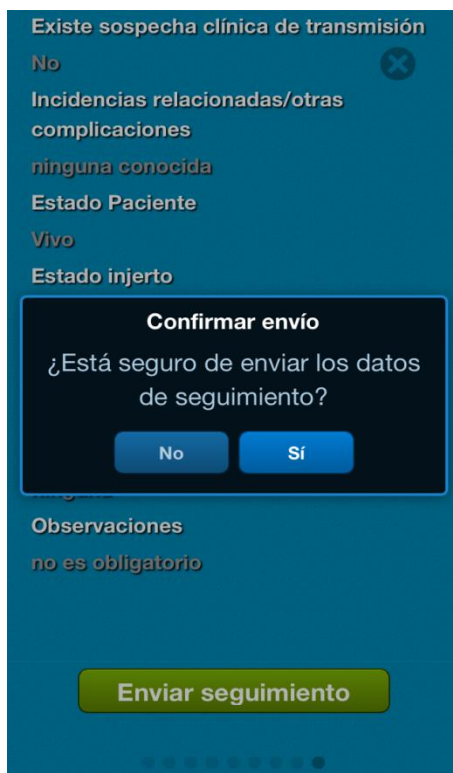 Existe sospecha clínica de transmisión
No
Incidencias relacionadas/otras
complicaciones
ninguna conocida
Estado Paciente
Vivo
Estado injerto
Confirmar envío
¿Está seguro de enviar los datos
de seguimiento?
No
Sí
Observaciones
no es obligatorio
Enviar seguimiento